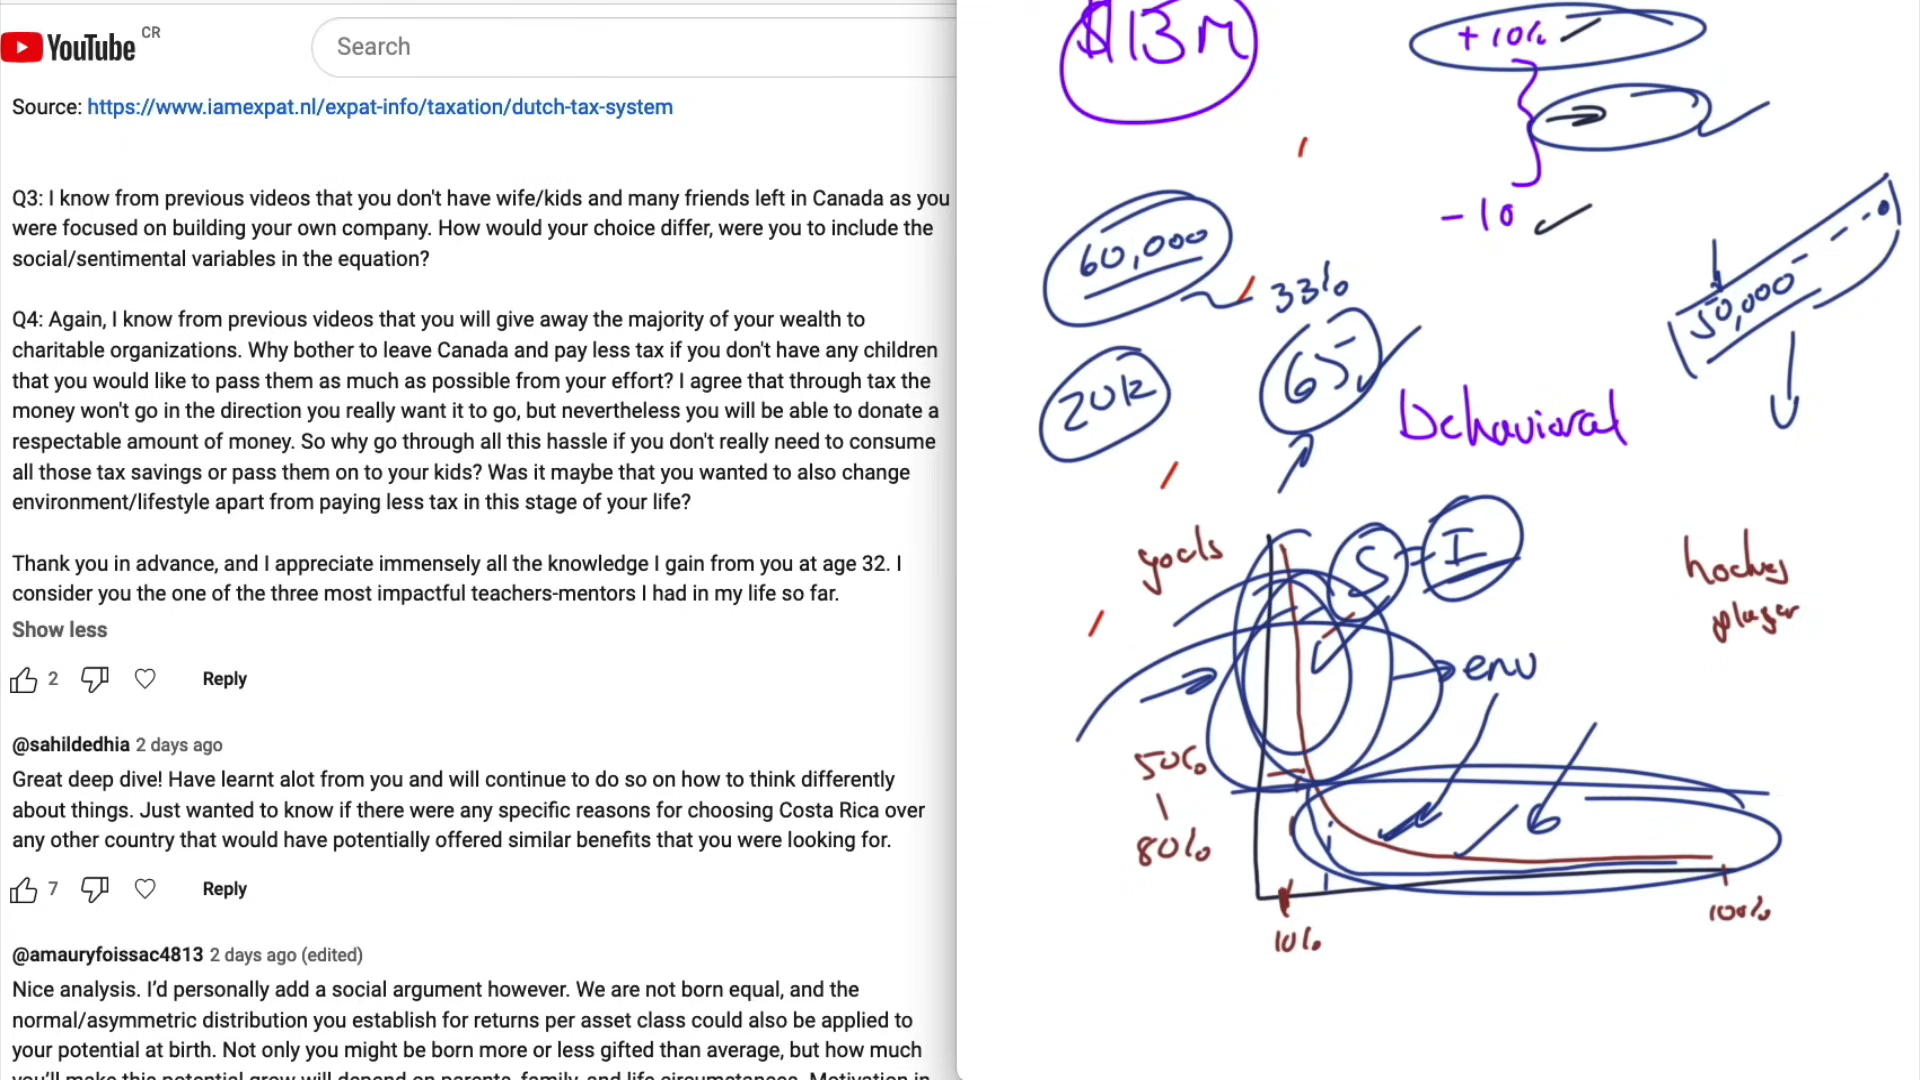 YouTube CR
Search
Source: https://www.iamexpat.nl/expat-info/taxation/dutch-tax-system
Q3: I know from previous videos that you don't have wife/kids and many friends left in Canada as you
were focused on building your own company. How would your choice differ, were you to include the
social/sentimental variables in the equation?
Q4: Again, I know from previous videos that you will give away the majority of your wealth to
charitable organizations. Why bother to leave Canada and pay less tax if you don't have any children
that you would like to pass them as much as possible from your effort? I agree that through tax the
money won't go in the direction you really want it to go, but nevertheless you will be able to donate a
respectable amount of money. So why go through all this hassle if you don't really need to consume
all those tax savings or pass them on to your kids? Was it maybe that you wanted to also change
environment/lifestyle apart from paying less tax in this stage of your life?
Thank you in advance, and I appreciate immensely all the knowledge I gain from you at age 32. I
consider you the one of the three most impactful teachers-mentors I had in my life so far.
Show less
2 Reply
@sahildedhia 2 days ago
Great deep dive! Have learnt alot from you and will continue to do so on how to think differently
about things. Just wanted to know if there were any specific reasons for choosing Costa Rica over
any other country that would have potentially offered similar benefits that you were looking for.
7 Reply
@amauryfoissac4813 2 days ago (edited)
Nice analysis. I'd personally add a social argument however. We are not born equal, and the
normal/asymmetric distribution you establish for returns per asset class could also be applied to
your potential at birth. Not only you might be born more or less gifted than average, but how much
you'll make this potential grow will depend on parents, family, and life circumstances. Motivation in
$13M
+10%
-10
60,000
33%
50,000
20k
65
behavioral
goals
S = I
hockey
player
env
50%
80%
6
10%
100%